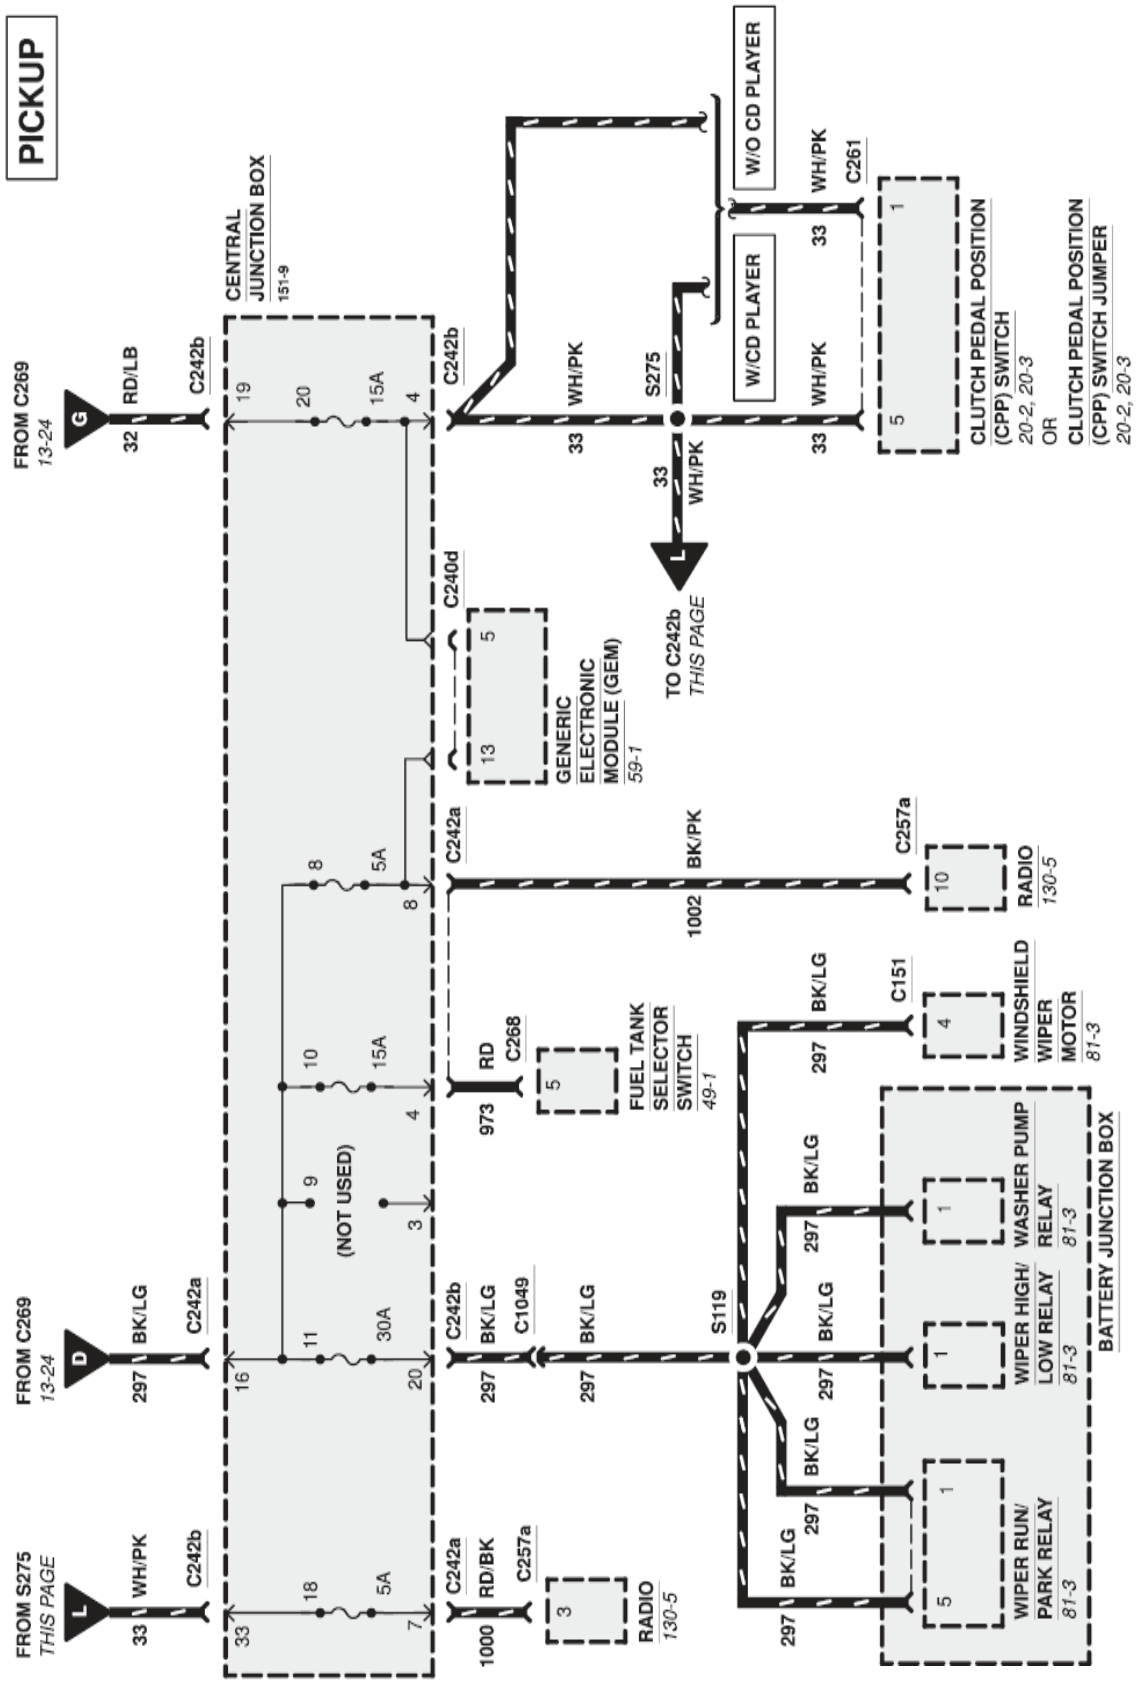 PICKUP
FROM S275
THIS PAGE
FROM C269
13-24
FROM C269
13-24
L
D
G
33
WH/PK
297
BK/LG
32
RD/LB
C242b
C242a
C242b
CENTRAL
JUNCTION BOX
151-9
33
16
19
18
11
9
10
8
20
(NOT USED)
5A
30A
15A
5A
15A
7
20
3
4
8
4
C242a
C242b
C242a
C240d
C242b
1000
RD/BK
297
BK/LG
973
RD
13
5
C257a
C1049
C268
3
5
GENERIC
ELECTRONIC
MODULE (GEM)
59-1
33
WH/PK
297
BK/LG
RADIO
130-5
FUEL TANK
SELECTOR
SWITCH
49-1
S275
33
WH/PK
L
TO C242b
THIS PAGE
1002
BK/PK
S119
W/CD PLAYER
W/O CD PLAYER
297
BK/LG
297
BK/LG
297
BK/LG
297
BK/LG
297
BK/LG
33
WH/PK
33
WH/PK
C151
C257a
C261
5
1
5
1
1
1
4
10
WIPER RUN/
PARK RELAY
81-3
WIPER HIGH/
LOW RELAY
81-3
WASHER PUMP
RELAY
81-3
WINDSHIELD
WIPER
MOTOR
81-3
RADIO
130-5
CLUTCH PEDAL POSITION
(CPP) SWITCH
20-2, 20-3
OR
CLUTCH PEDAL POSITION
(CPP) SWITCH JUMPER
20-2, 20-3
BATTERY JUNCTION BOX